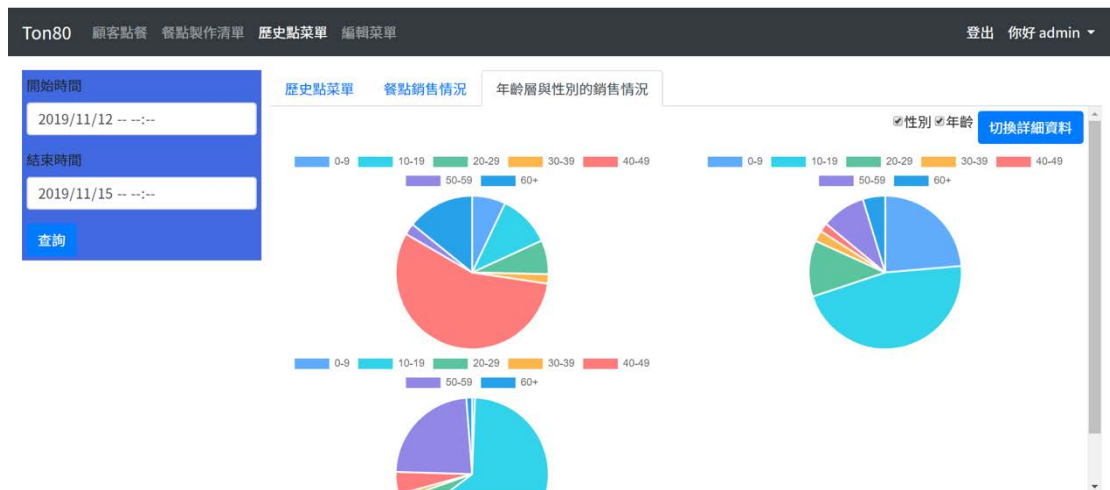 Ton80 顧客點餐 餐點製作清單 歷史點菜單 編輯菜單 登出 你好 admin
開始時間
2019/11/12 -- --:--
結束時間
2019/11/15 -- --:--
查詢
歷史點菜單 餐點銷售情況 年齡層與性別的銷售情況
性別 年齡 切換詳細資料
0-9 10-19 20-29 30-39 40-49
50-59 60+
0-9 10-19 20-29 30-39 40-49
50-59 60+
0-9 10-19 20-29 30-39 40-49
50-59 60+